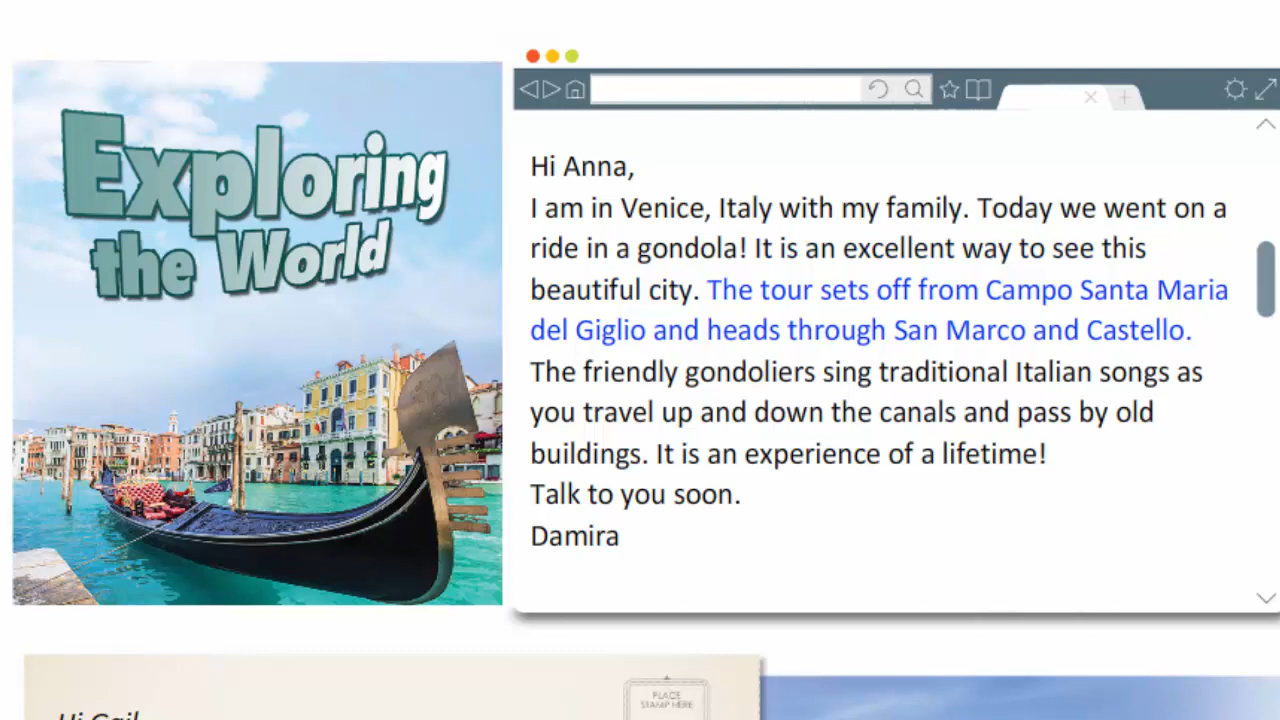 Exploring
the World
Hi Anna,
I am in Venice, Italy with my family. Today we went on a
ride in a gondola! It is an excellent way to see this
beautiful city. The tour sets off from Campo Santa Maria
del Giglio and heads through San Marco and Castello.
The friendly gondoliers sing traditional Italian songs as
you travel up and down the canals and pass by old
buildings. It is an experience of a lifetime!
Talk to you soon.
Damira
PLACE
STAMP HERE
Hi Gail